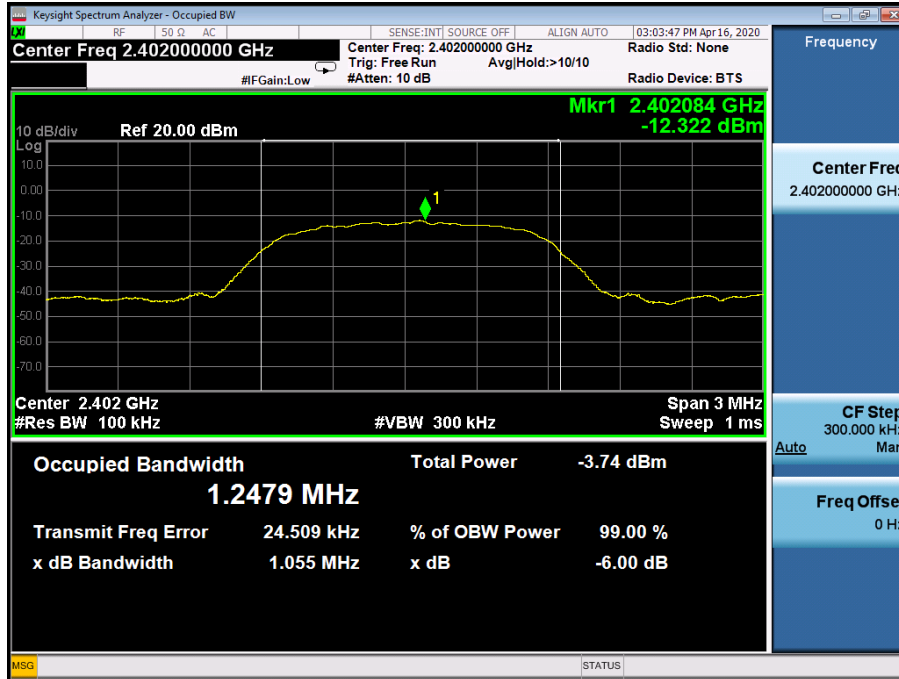 Keysight Spectrum Analyzer - Occupied BW
LXI RF 50 Ω AC SENSE:INT SOURCE OFF ALIGN AUTO 03:03:47 PM Apr 16, 2020
Center Freq 2.402000000 GHz Center Freq: 2.402000000 GHz Radio Std: None
Trig: Free Run Avg|Hold:>10/10
#IFGain:Low #Atten: 10 dB Radio Device: BTS
Mkr1 2.402084 GHz
-12.322 dBm
10 dB/div Ref 20.00 dBm
Log
10.0
0.00
-10.0
-20.0
-30.0
-40.0
-50.0
-60.0
-70.0
1
Center 2.402 GHz Span 3 MHz
#Res BW 100 kHz #VBW 300 kHz Sweep 1 ms
Occupied Bandwidth Total Power -3.74 dBm
1.2479 MHz
Transmit Freq Error 24.509 kHz % of OBW Power 99.00 %
x dB Bandwidth 1.055 MHz x dB -6.00 dB
MSG STATUS
Frequency
Center Freq
2.402000000 GHz
CF Step
300.000 kHz
Auto Man
Freq Offset
0 Hz